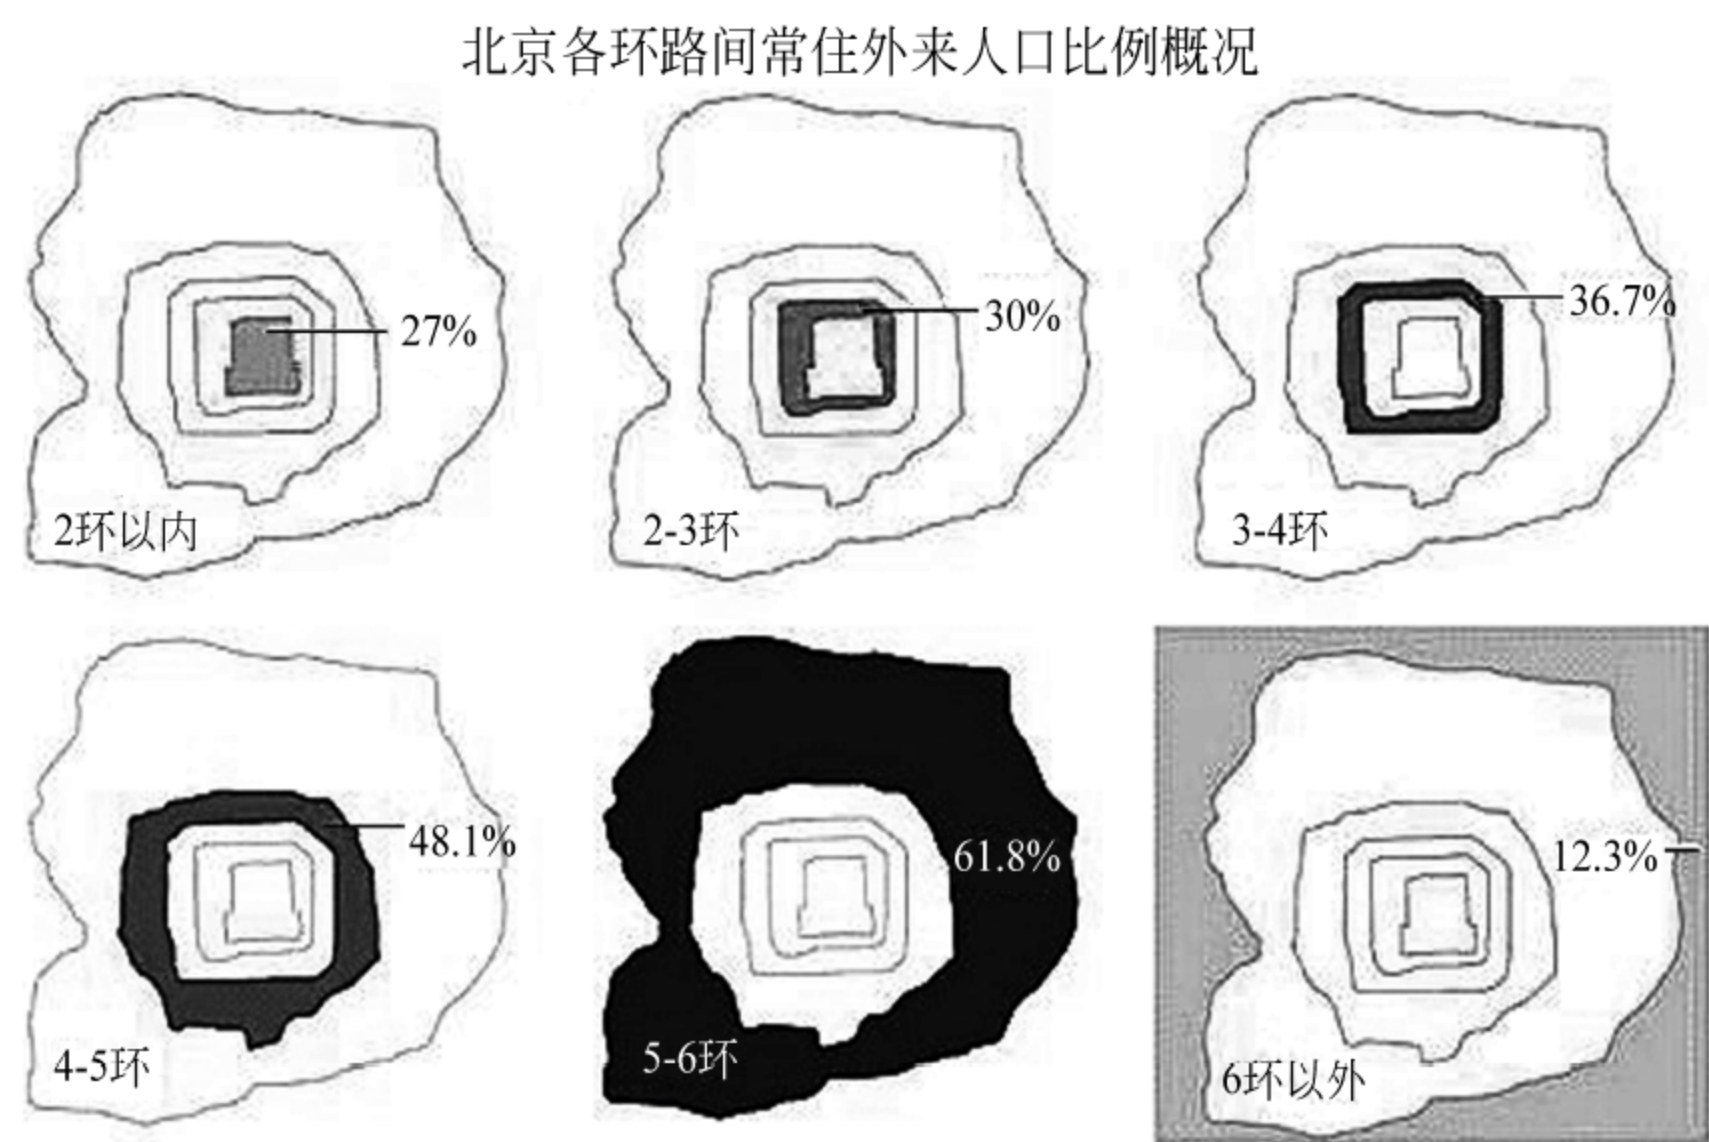 北京各环路间常住外来人口比例概况
27%
2环以内
30%
2-3环
36.7%
3-4环
48.1%
4-5环
61.8%
5-6环
12.3%
6环以外